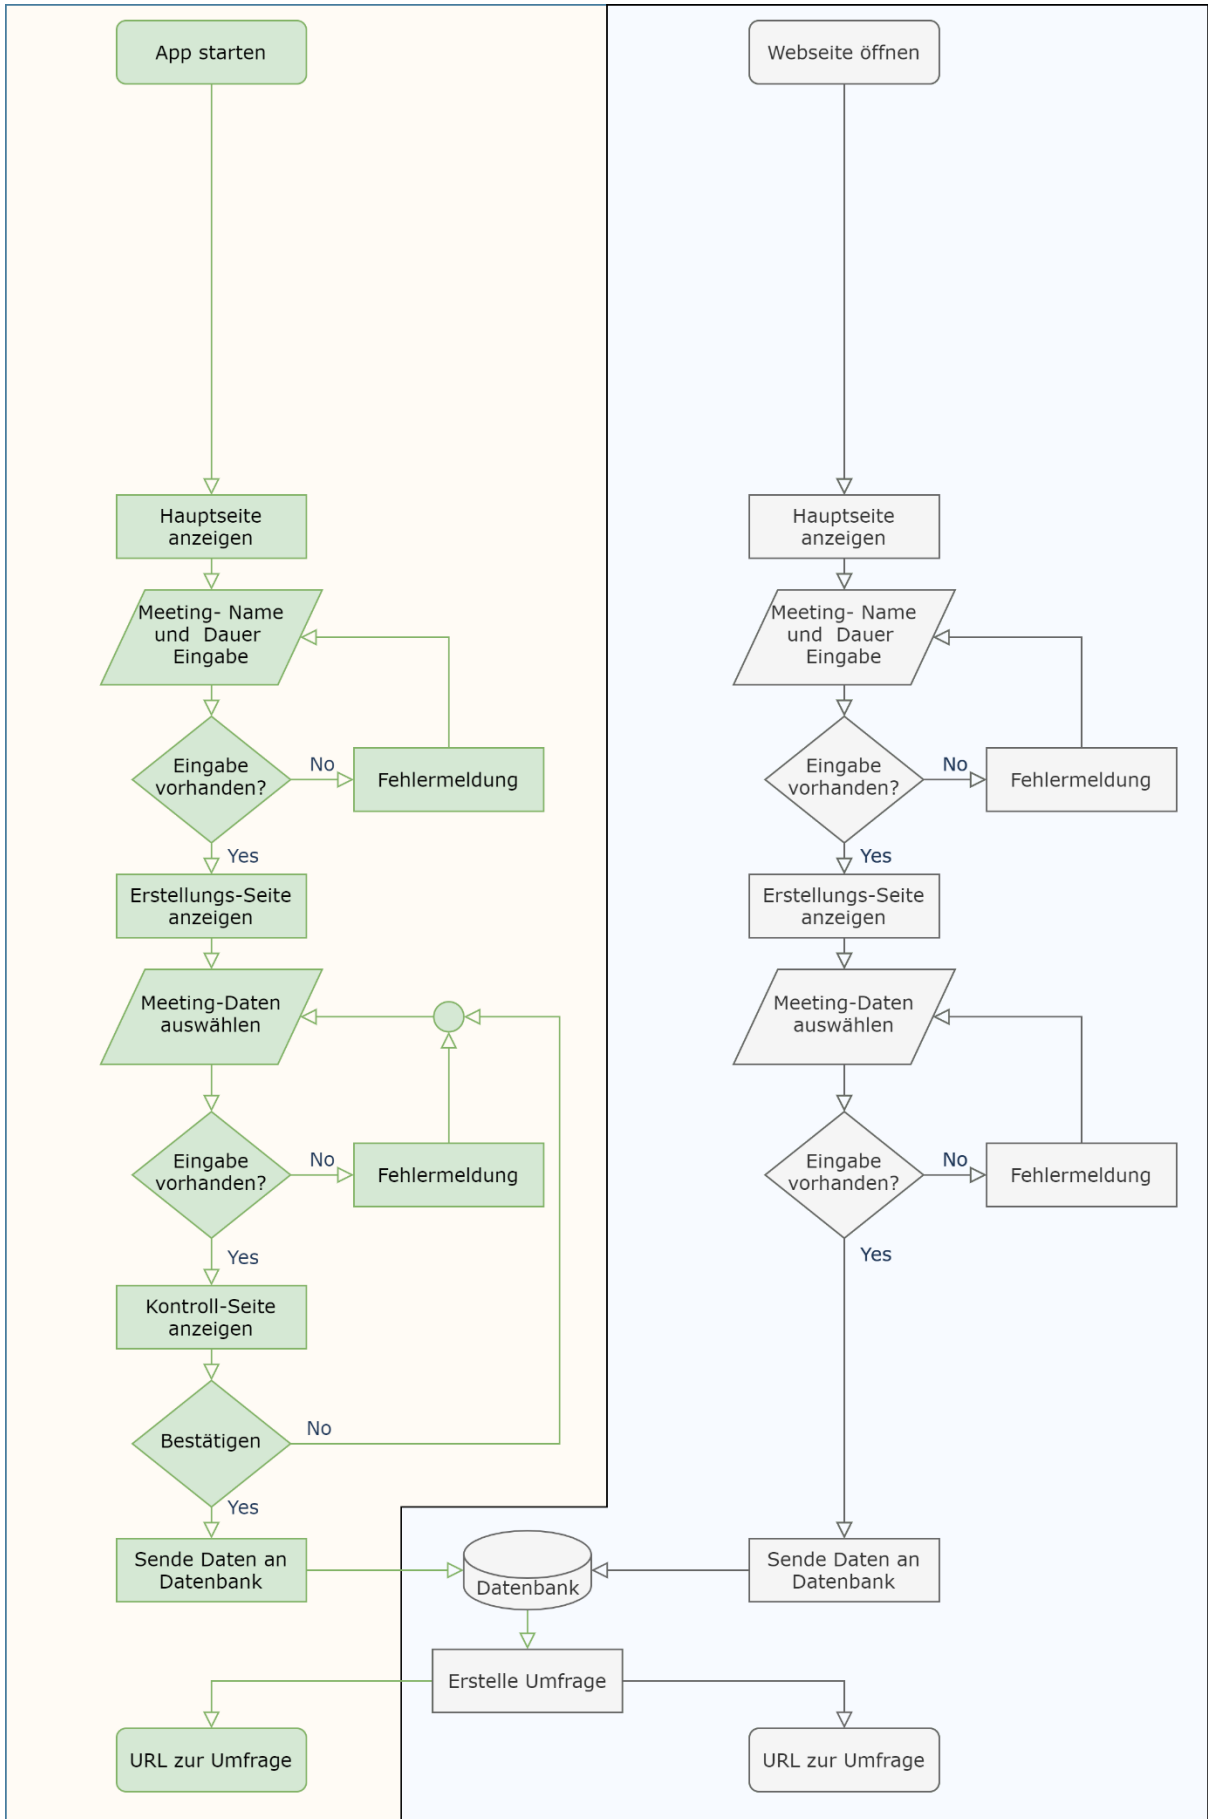 App starten
Hauptseite
anzeigen
Meeting- Name
und Dauer
Eingabe
Eingabe
vorhanden?
No
Fehlermeldung
Yes
Erstellungs-Seite
anzeigen
Meeting-Daten
auswählen
Eingabe
vorhanden?
No
Fehlermeldung
Yes
Kontroll-Seite
anzeigen
Bestätigen
No
Yes
Sende Daten an
Datenbank
Webseite öffnen
Hauptseite
anzeigen
Meeting- Name
und Dauer
Eingabe
Eingabe
vorhanden?
No
Fehlermeldung
Yes
Erstellungs-Seite
anzeigen
Meeting-Daten
auswählen
Eingabe
vorhanden?
No
Fehlermeldung
Yes
Sende Daten an
Datenbank
Datenbank
Erstelle Umfrage
URL zur Umfrage
URL zur Umfrage